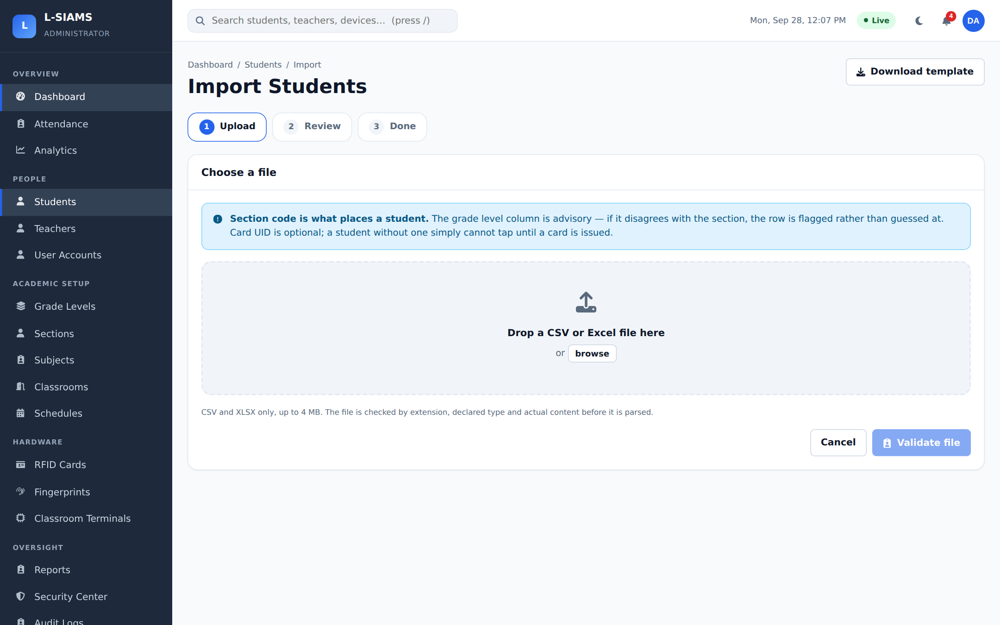 L
L-SIAMS
ADMINISTRATOR
OVERVIEW
Dashboard
Attendance
Analytics
PEOPLE
Students
Teachers
User Accounts
ACADEMIC SETUP
Grade Levels
Sections
Subjects
Classrooms
Schedules
HARDWARE
RFID Cards
Fingerprints
Classroom Terminals
OVERSIGHT
Reports
Security Center
Audit Logs
Search students, teachers, devices... (press /)
Mon, Sep 28, 12:07 PM
Live
4
DA
Dashboard / Students / Import
Import Students
Download template
1 Upload
2 Review
3 Done
Choose a file
Section code is what places a student. The grade level column is advisory — if it disagrees with the section, the row is flagged rather than guessed at.
Card UID is optional; a student without one simply cannot tap until a card is issued.
Drop a CSV or Excel file here
or browse
CSV and XLSX only, up to 4 MB. The file is checked by extension, declared type and actual content before it is parsed.
Cancel
Validate file